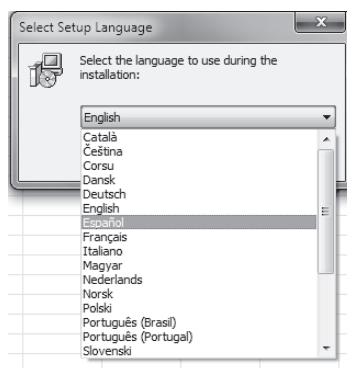 Select Setup Language
Select the language to use during the
installation:
English
Català
Čeština
Corsu
Dansk
Deutsch
English
Español
Français
Italiano
Magyar
Nederlands
Norsk
Polski
Português (Brasil)
Português (Portugal)
Slovenski